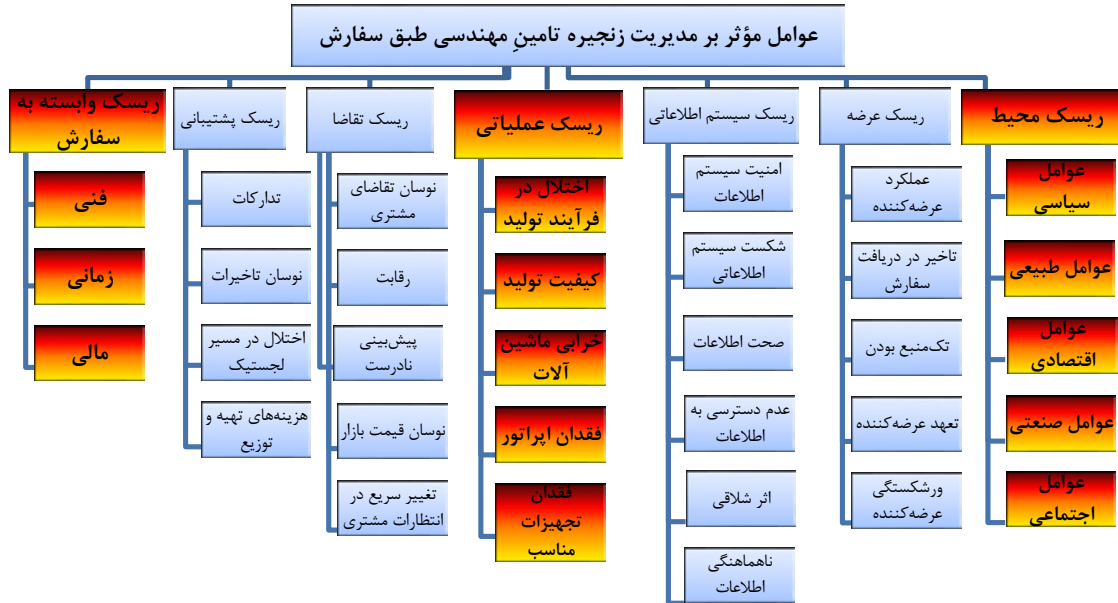 عوامل مؤثر بر مدیریت زنجیره تامینِ مهندسی طبق سفارش
ریسک محیط
عوامل
سیاسی
عوامل طبیعی
عوامل
اقتصادی
عوامل صنعتی
عوامل
اجتماعی
ریسک عرضه
عملکرد
عرضه‌کننده
تاخیر در دریافت
سفارش
تک‌منبع بودن
تعهد عرضه‌کننده
ورشکستگی
عرضه‌کننده
ریسک سیستم اطلاعاتی
امنیت سیستم
اطلاعات
شکست سیستم
اطلاعاتی
صحت اطلاعات
عدم دسترسی به
اطلاعات
اثر شلاقی
ناهماهنگی
اطلاعات
ریسک عملیاتی
اختلال در
فرآیند تولید
کیفیت تولید
خرابی ماشین
آلات
فقدان اپراتور
فقدان
تجهیزات
مناسب
ریسک تقاضا
نوسان تقاضای
مشتری
رقابت
پیش‌بینی
نادرست
نوسان قیمت بازار
تغییر سریع در
انتظارات مشتری
ریسک پشتیبانی
تدارکات
نوسان تاخیرات
اختلال در مسیر
لجستیک
هزینه‌های تهیه و
توزیع
ریسک وابسته به
سفارش
فنی
زمانی
مالی